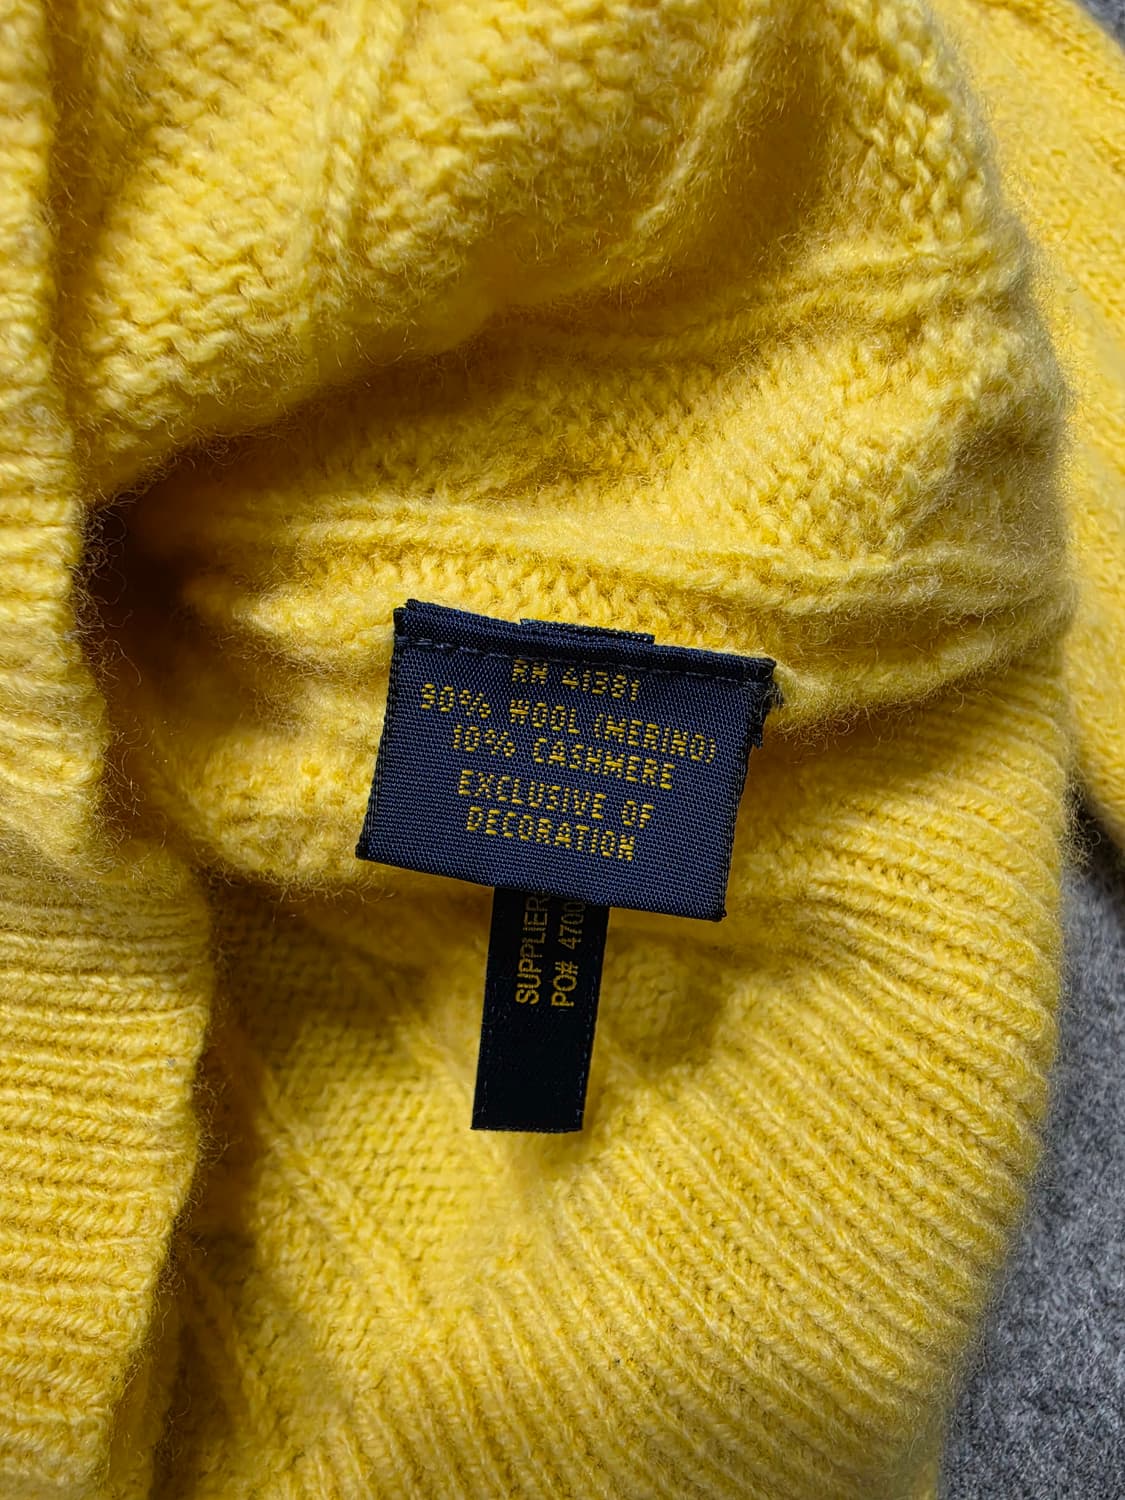 RN 41381
90% WOOL (MERINO)
10% CASHMERE
EXCLUSIVE OF
DECORATION
SUPPLIER
PO# 4700